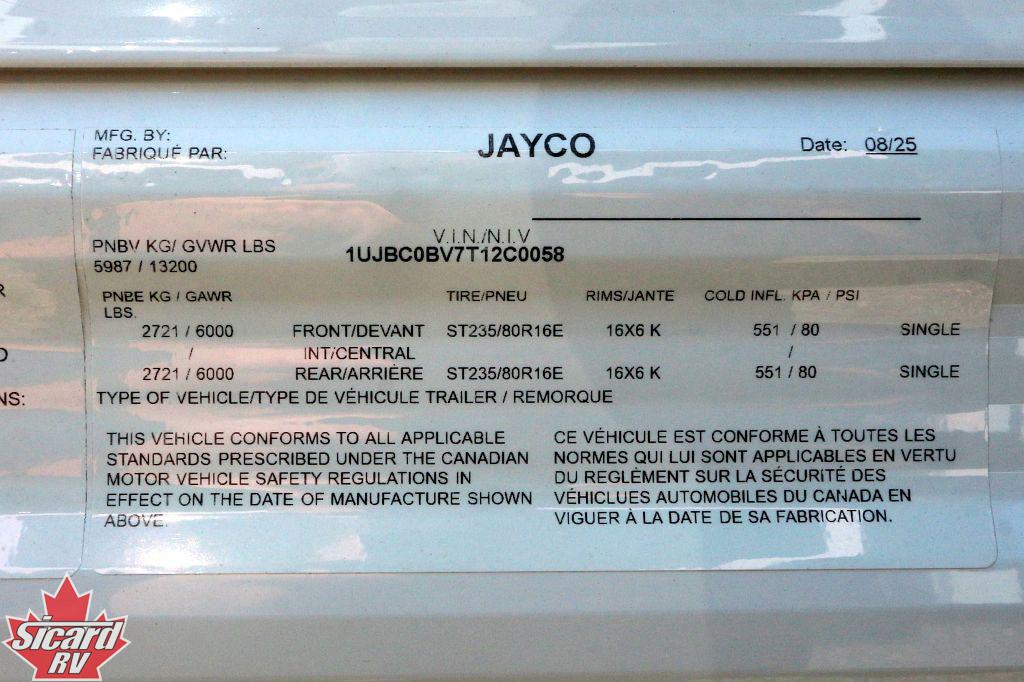 MFG. BY:
FABRIQUÉ PAR:
JAYCO
Date: 08/25
PNBV KG/ GVWR LBS
5987 / 13200
V.I.N./N.I.V
1UJBC0BV7T12C0058
PNBE KG / GAWR LBS.
TIRE/PNEU
RIMS/JANTE
COLD INFL. KPA / PSI
2721 / 6000 FRONT/DEVANT ST235/80R16E 16X6 K 551 / 80 SINGLE
/ INT/CENTRAL /
2721 / 6000 REAR/ARRIÈRE ST235/80R16E 16X6 K 551 / 80 SINGLE
TYPE OF VEHICLE/TYPE DE VÉHICULE TRAILER / REMORQUE
THIS VEHICLE CONFORMS TO ALL APPLICABLE
STANDARDS PRESCRIBED UNDER THE CANADIAN
MOTOR VEHICLE SAFETY REGULATIONS IN
EFFECT ON THE DATE OF MANUFACTURE SHOWN
ABOVE.
CE VÉHICULE EST CONFORME À TOUTES LES
NORMES QUI LUI SONT APPLICABLES EN VERTU
DU REGLÉMENT SUR LA SÉCURITÉ DES
VÉHICLUES AUTOMOBILES DU CANADA EN
VIGUER À LA DATE DE SA FABRICATION.
NS:
Sicard
RV